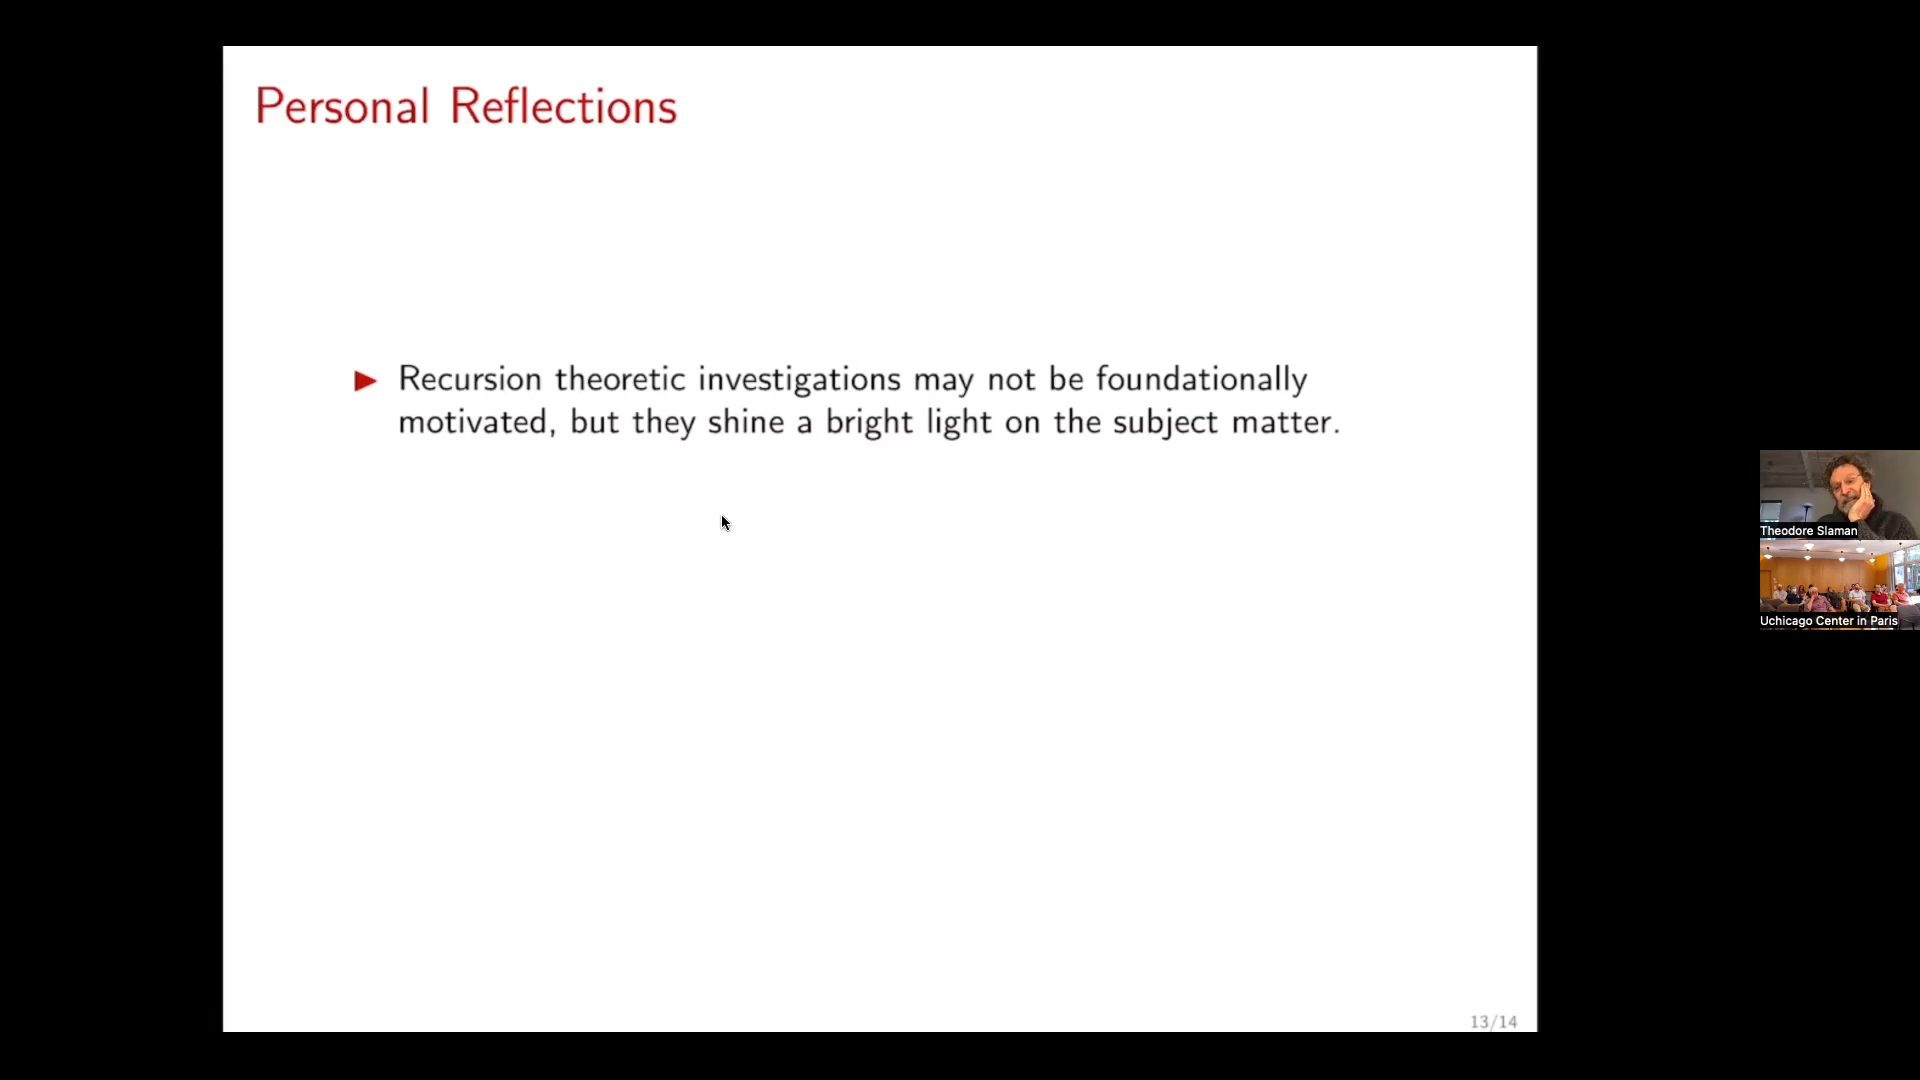 Personal Reflections
▶ Recursion theoretic investigations may not be foundationally
motivated, but they shine a bright light on the subject matter.
13/14
Theodore Slaman
Uchicago Center in Paris